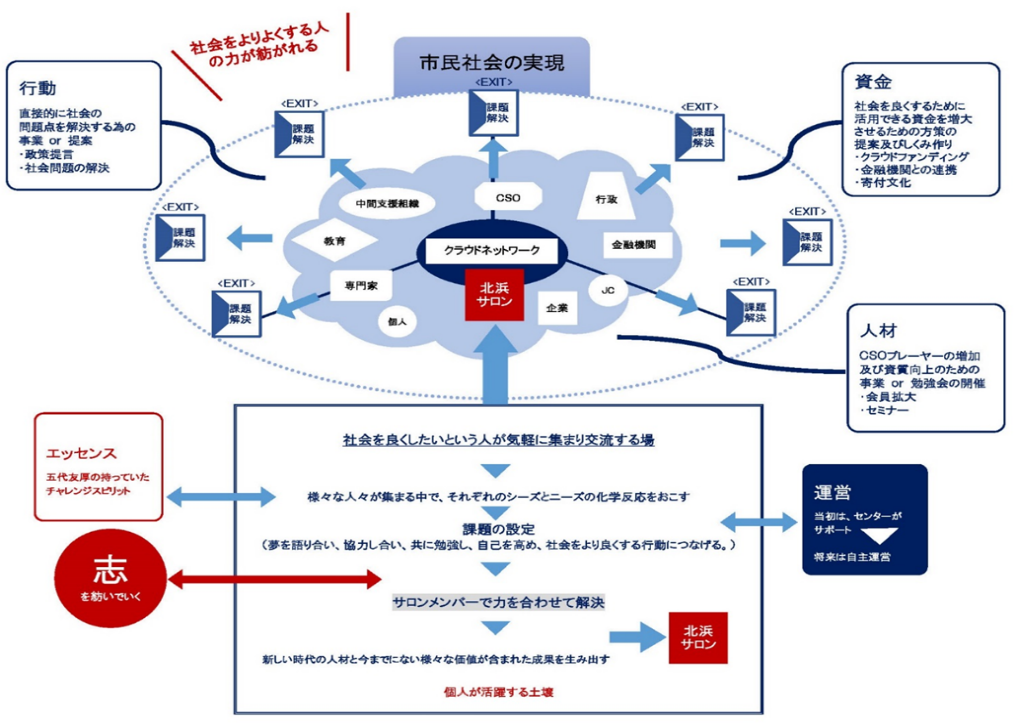 社会をよりよくする人
の力が紡がれる
市民社会の実現
行動
直接的に社会の
問題点を解決する為の
事業 or 提案
・政策提言
・社会問題の解決
資金
社会を良くするために
活用できる資金を増大
させるための方策の
提案及びしくみ作り
・クラウドファンディング
・金融機関との連携
・寄付文化
<EXIT>
課題
解決
<EXIT>
課題
解決
<EXIT>
課題
解決
<EXIT>
課題
解決
<EXIT>
課題
解決
<EXIT>
課題
解決
<EXIT>
課題
解決
中間支援組織
CSO
行政
教育
クラウドネットワーク
金融機関
専門家
北浜
サロン
企業
JC
個人
人材
CSOプレーヤーの増加
及び資質向上のための
事業 or 勉強会の開催
・会員拡大
・セミナー
エッセンス
五代友厚の持っていた
チャレンジスピリット
志
を紡いでいく
社会を良くしたいという人が気軽に集まり交流する場
様々な人々が集まる中で、それぞれのシーズとニーズの化学反応をおこす
課題の設定
（夢を語り合い、協力し合い、共に勉強し、自己を高め、社会をより良くする行動につなげる。）
サロンメンバーで力を合わせて解決
新しい時代の人材と今までにない様々な価値が含まれた成果を生み出す
北浜
サロン
個人が活躍する土壌
運営
当初は、センターが
サポート
将来は自主運営